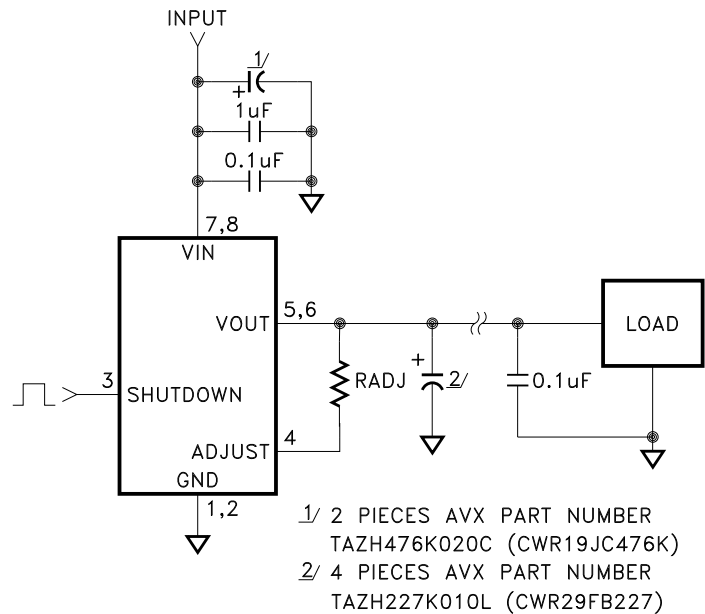 INPUT
1/
+
1uF
0.1uF
7,8
VIN
5,6
VOUT
LOAD
+
3
SHUTDOWN
RADJ
2/
0.1uF
ADJUST
4
GND
1,2
1/ 2 PIECES AVX PART NUMBER
TAZH476K020C (CWR19JC476K)
2/ 4 PIECES AVX PART NUMBER
TAZH227K010L (CWR29FB227)